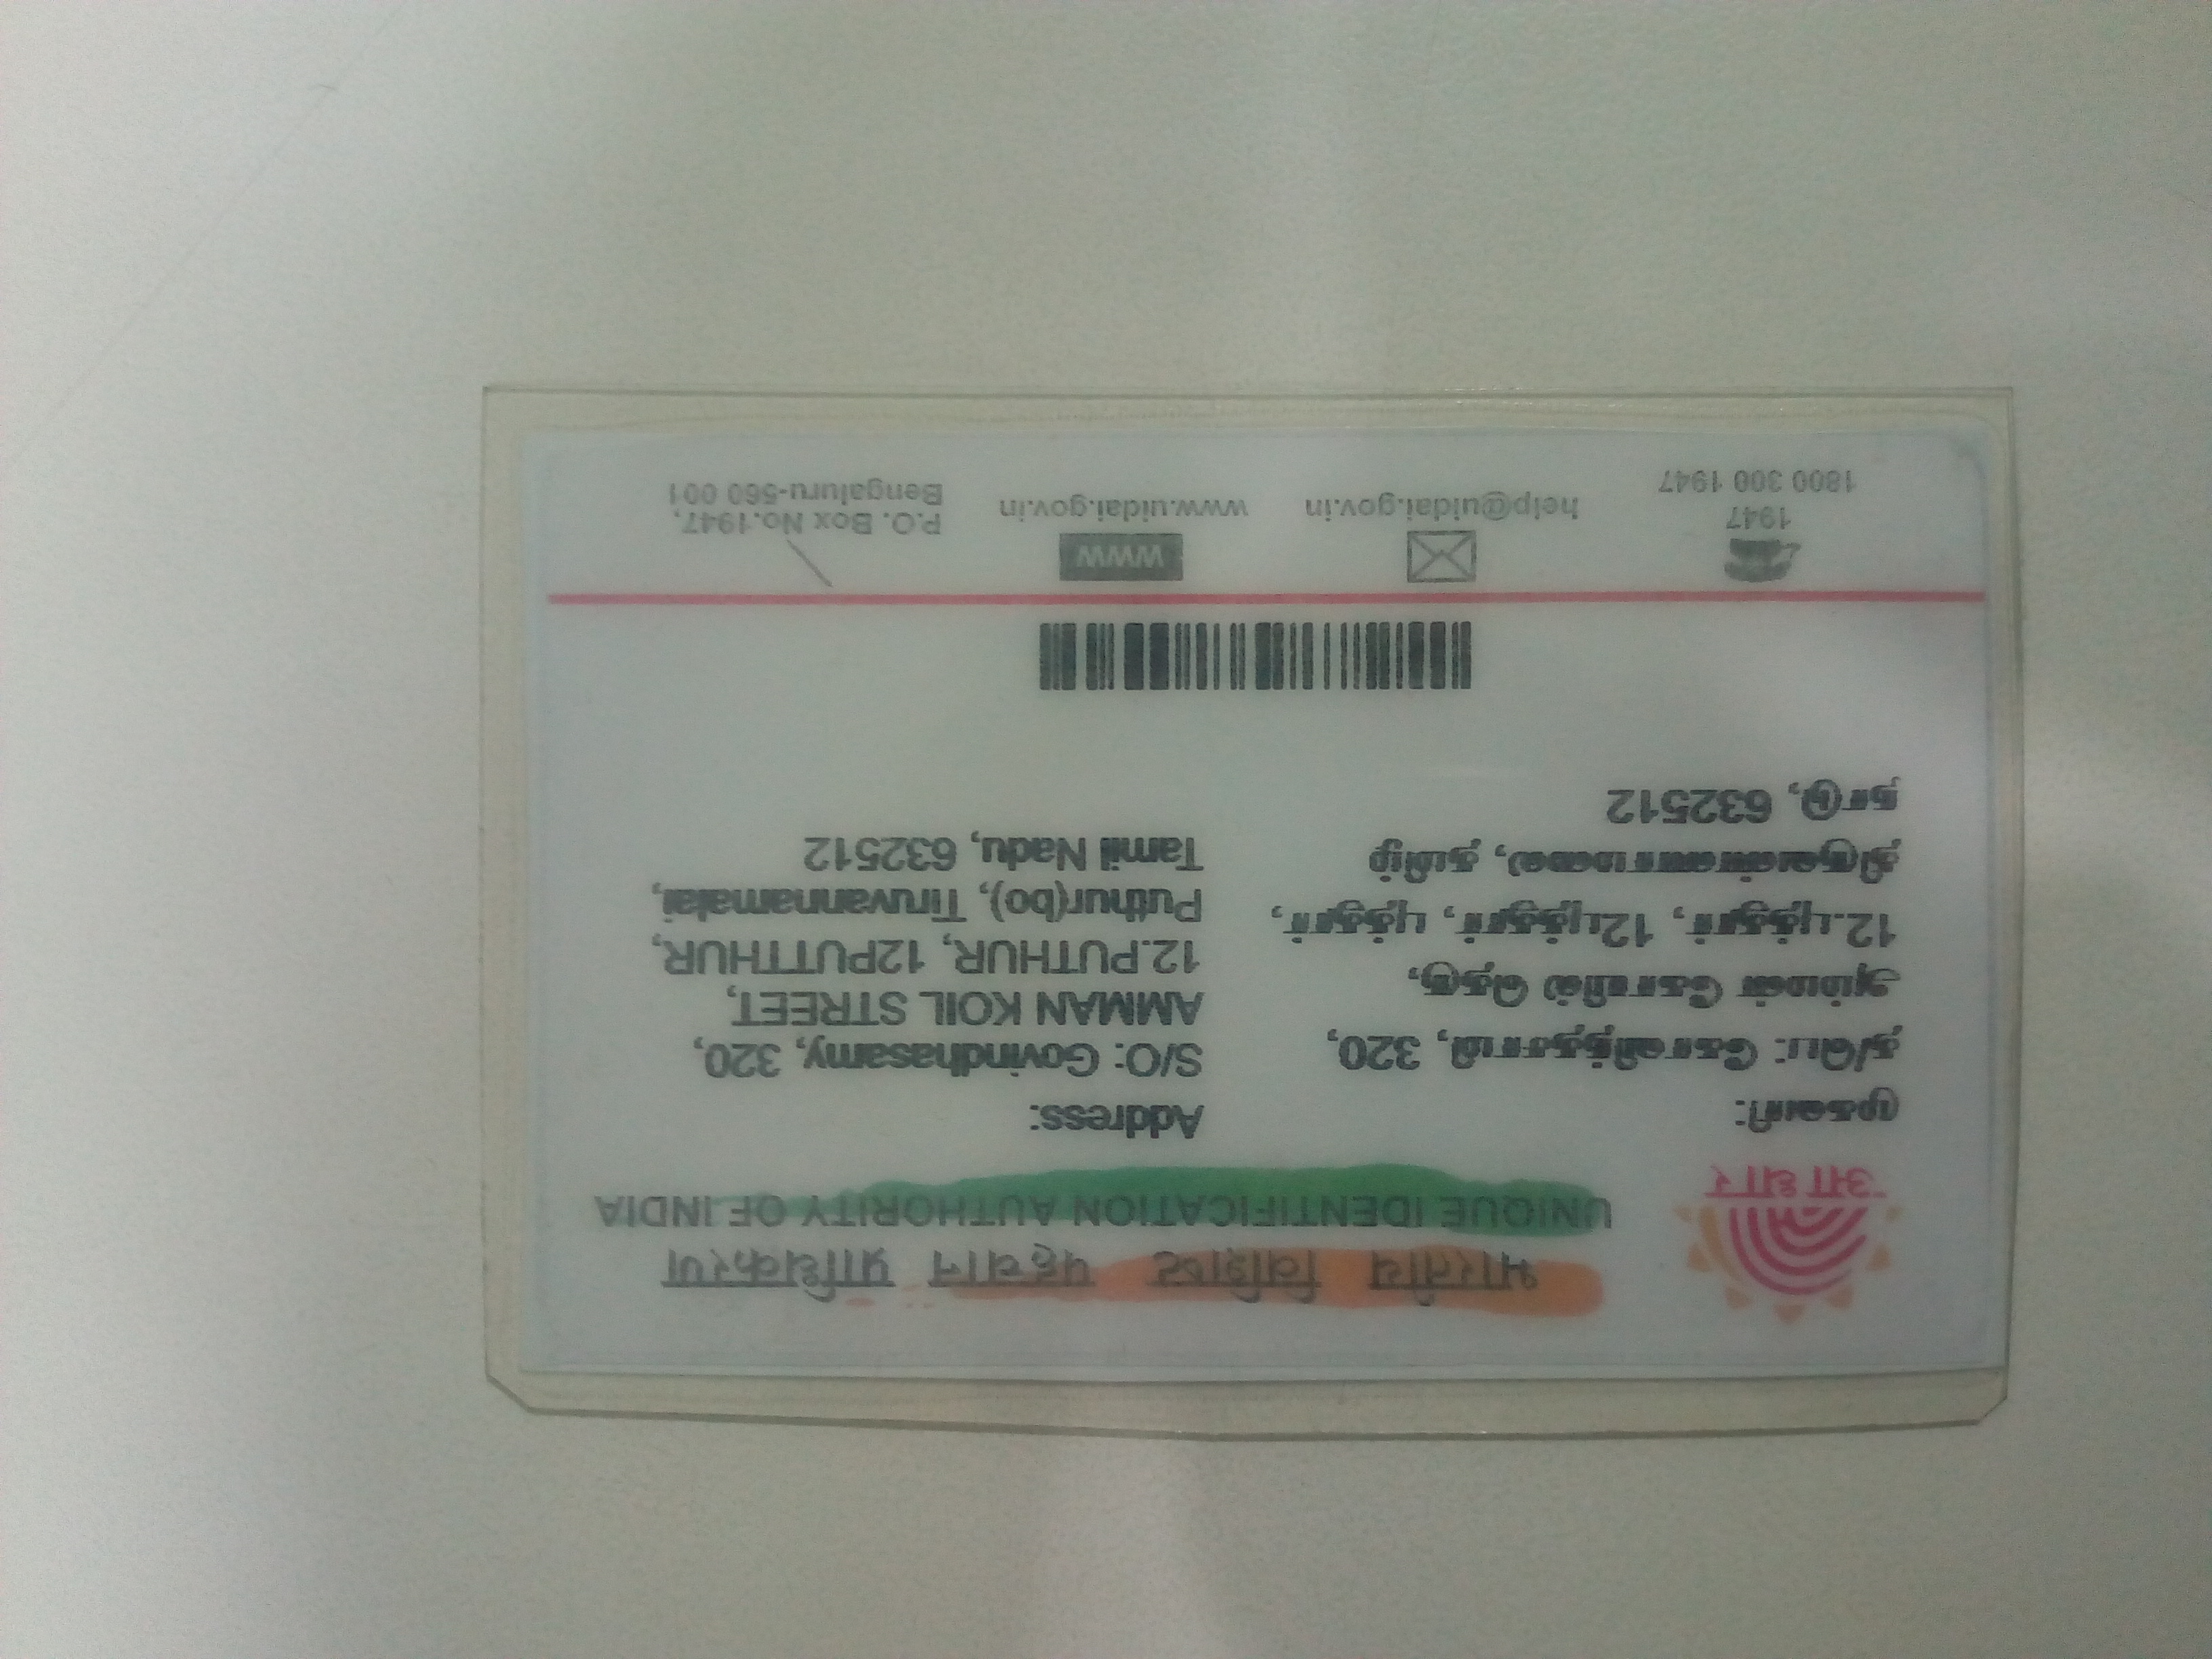 भारतीय विशिष्ट पहचान प्राधिकरण
UNIQUE IDENTIFICATION AUTHORITY OF INDIA
आधार
முகவரி:
த/பெ: கோவிந்தசாமி, 320,
அம்மன் கோவில் தெரு,
12.புத்தூர், 12புத்தூர், புத்தூர்,
திருவண்ணாமலை, தமிழ்
நாடு, 632512
Address:
S/O: Govindhasamy, 320,
AMMAN KOIL STREET,
12.PUTHUR, 12PUTTHUR,
Puthur(bo), Tiruvannamalai,
Tamil Nadu, 632512
1947
1800 300 1947
help@uidai.gov.in
WWW
www.uidai.gov.in
P.O. Box No.1947,
Bengaluru-560 001